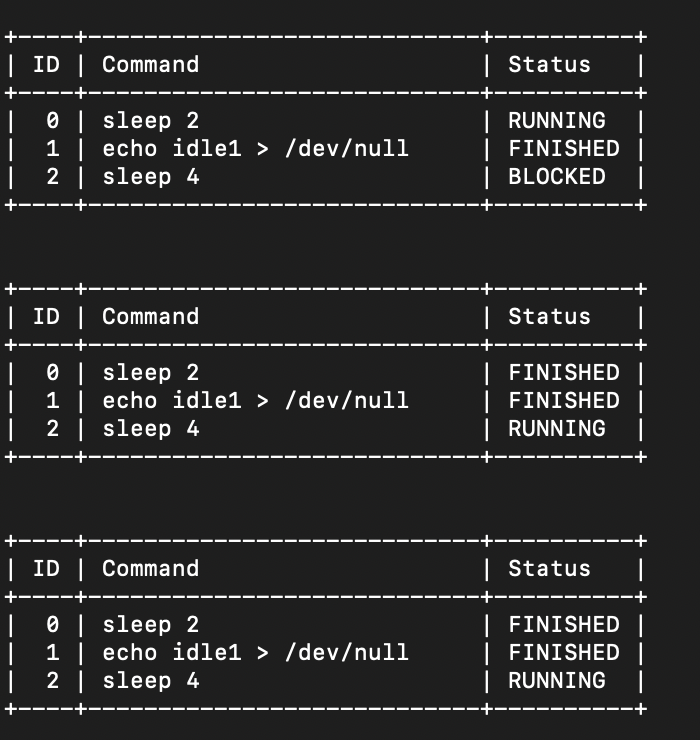 +----+----------------------------+----------+
| ID | Command                    | Status   |
+----+----------------------------+----------+
|  0 | sleep 2                    | RUNNING  |
|  1 | echo idle1 > /dev/null     | FINISHED |
|  2 | sleep 4                    | BLOCKED  |
+----+----------------------------+----------+
+----+----------------------------+----------+
| ID | Command                    | Status   |
+----+----------------------------+----------+
|  0 | sleep 2                    | FINISHED |
|  1 | echo idle1 > /dev/null     | FINISHED |
|  2 | sleep 4                    | RUNNING  |
+----+----------------------------+----------+
+----+----------------------------+----------+
| ID | Command                    | Status   |
+----+----------------------------+----------+
|  0 | sleep 2                    | FINISHED |
|  1 | echo idle1 > /dev/null     | FINISHED |
|  2 | sleep 4                    | RUNNING  |
+----+----------------------------+----------+